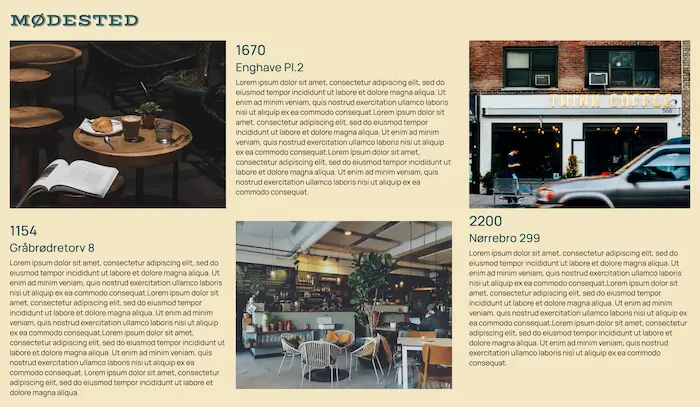 MØDESTED
1670
Enghave Pl.2
Lorem ipsum dolor sit amet, consectetur adipiscing elit, sed do
eiusmod tempor incididunt ut labore et dolore magna aliqua. Ut
enim ad minim veniam, quis nostrud exercitation ullamco laboris
nisi ut aliquip ex ea commodo consequat.Lorem ipsum dolor sit
amet, consectetur adipiscing elit, sed do eiusmod tempor
incididunt ut labore et dolore magna aliqua. Ut enim ad minim
veniam, quis nostrud exercitation ullamco laboris nisi ut aliquip
ex ea commodo consequat.Lorem ipsum dolor sit amet,
consectetur adipiscing elit, sed do eiusmod tempor incididunt ut
labore et dolore magna aliqua. Ut enim ad minim veniam, quis
nostrud exercitation ullamco laboris nisi ut aliquip ex ea
commodo consequat.
THINK COFFEE
568
1154
Gråbrødretorv 8
Lorem ipsum dolor sit amet, consectetur adipiscing elit, sed do
eiusmod tempor incididunt ut labore et dolore magna aliqua. Ut
enim ad minim veniam, quis nostrud exercitation ullamco laboris
nisi ut aliquip ex ea commodo consequat.Lorem ipsum dolor sit
amet, consectetur adipiscing elit, sed do eiusmod tempor
incididunt ut labore et dolore magna aliqua. Ut enim ad minim
veniam, quis nostrud exercitation ullamco laboris nisi ut aliquip
ex ea commodo consequat.Lorem ipsum dolor sit amet,
consectetur adipiscing elit, sed do eiusmod tempor incididunt ut
labore et dolore magna aliqua. Ut enim ad minim veniam, quis
nostrud exercitation ullamco laboris nisi ut aliquip ex ea
commodo consequat.Lorem ipsum dolor sit amet, consectetur
adipiscing elit, sed do eiusmod tempor incididunt ut labore et
dolore magna aliqua
2200
Nørrebro 299
Lorem ipsum dolor sit amet, consectetur adipiscing elit, sed do
eiusmod tempor incididunt ut labore et dolore magna aliqua. Ut
enim ad minim veniam, quis nostrud exercitation ullamco laboris
nisi ut aliquip ex ea commodo consequat.Lorem ipsum dolor sit
amet, consectetur adipiscing elit, sed do eiusmod tempor
incididunt ut labore et dolore magna aliqua. Ut enim ad minim
veniam, quis nostrud exercitation ullamco laboris nisi ut aliquip
ex ea commodo consequat.Lorem ipsum dolor sit amet,
consectetur adipiscing elit, sed do eiusmod tempor incididunt ut
labore et dolore magna aliqua. Ut enim ad minim veniam, quis
nostrud exercitation ullamco laboris nisi ut aliquip ex ea commodo
consequat.